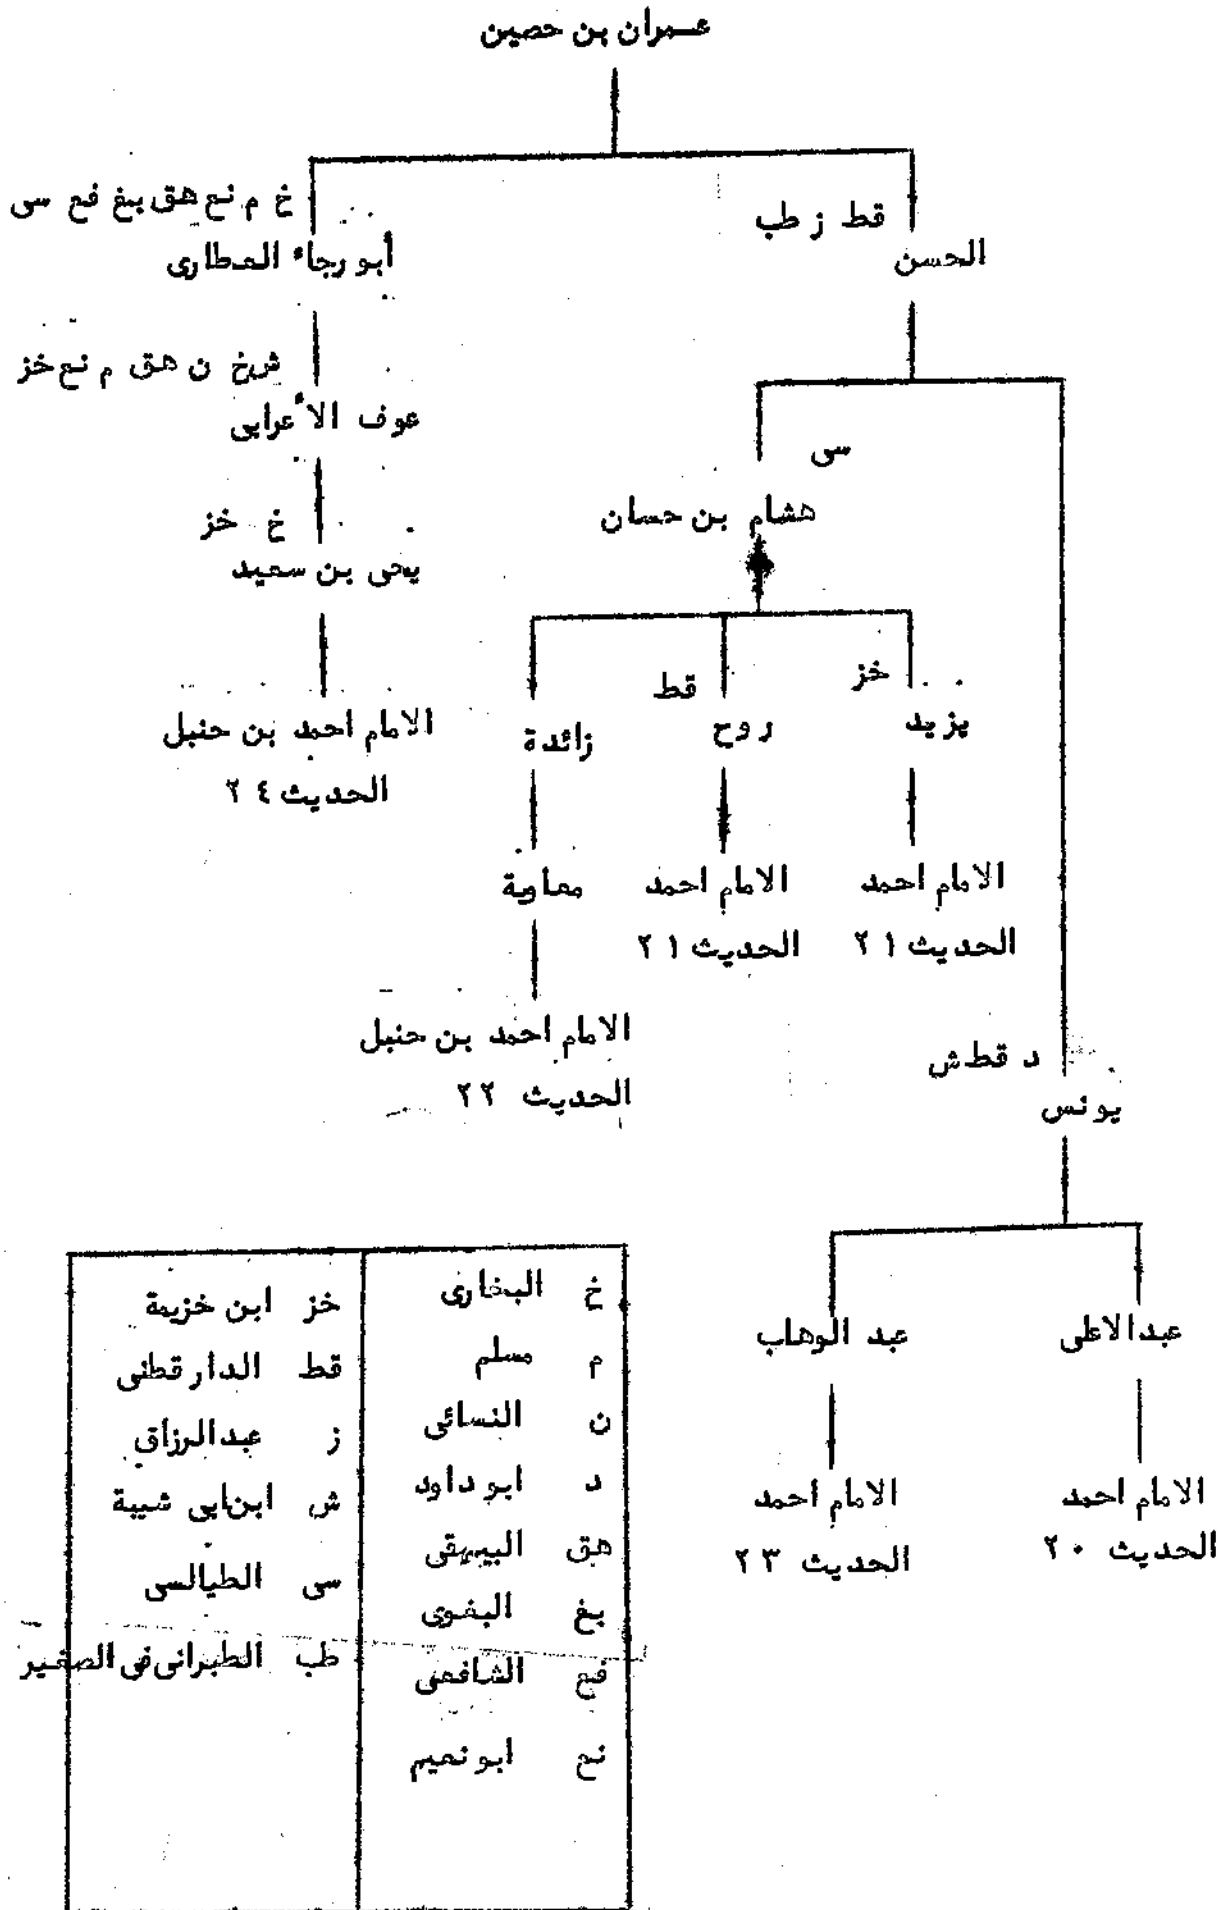 عمران بن حصين
خ م نع هق بغ فع سى
قط ز طب
أبو رجاء العطارى
الحسن
ش خ ن هق م نع خز
عوف الأعرابى
سى
هشام بن حسان
خ خز
يحى بن سعيد
خز
قط
يزيد
روح
زائدة
الامام احمد بن حنبل
الحديث ٢٤
الامام احمد
الحديث ٢١
الامام احمد
الحديث ٢١
معاوية
الامام احمد بن حنبل
الحديث ٢٢
د قط ش
يونس
عبدالاعلى
عبد الوهاب
الامام احمد
الحديث ٢٠
الامام احمد
الحديث ٢٣
خ البخارى
م مسلم
ن النسائى
د ابو داود
هق البيهقى
بغ البغوى
فع الشافعى
نع ابو نعيم
خز ابن خزيمة
قط الدارقطنى
ز عبدالرزاق
ش ابن ابى شيبة
سى الطيالسى
طب الطبرانى فى الصغير